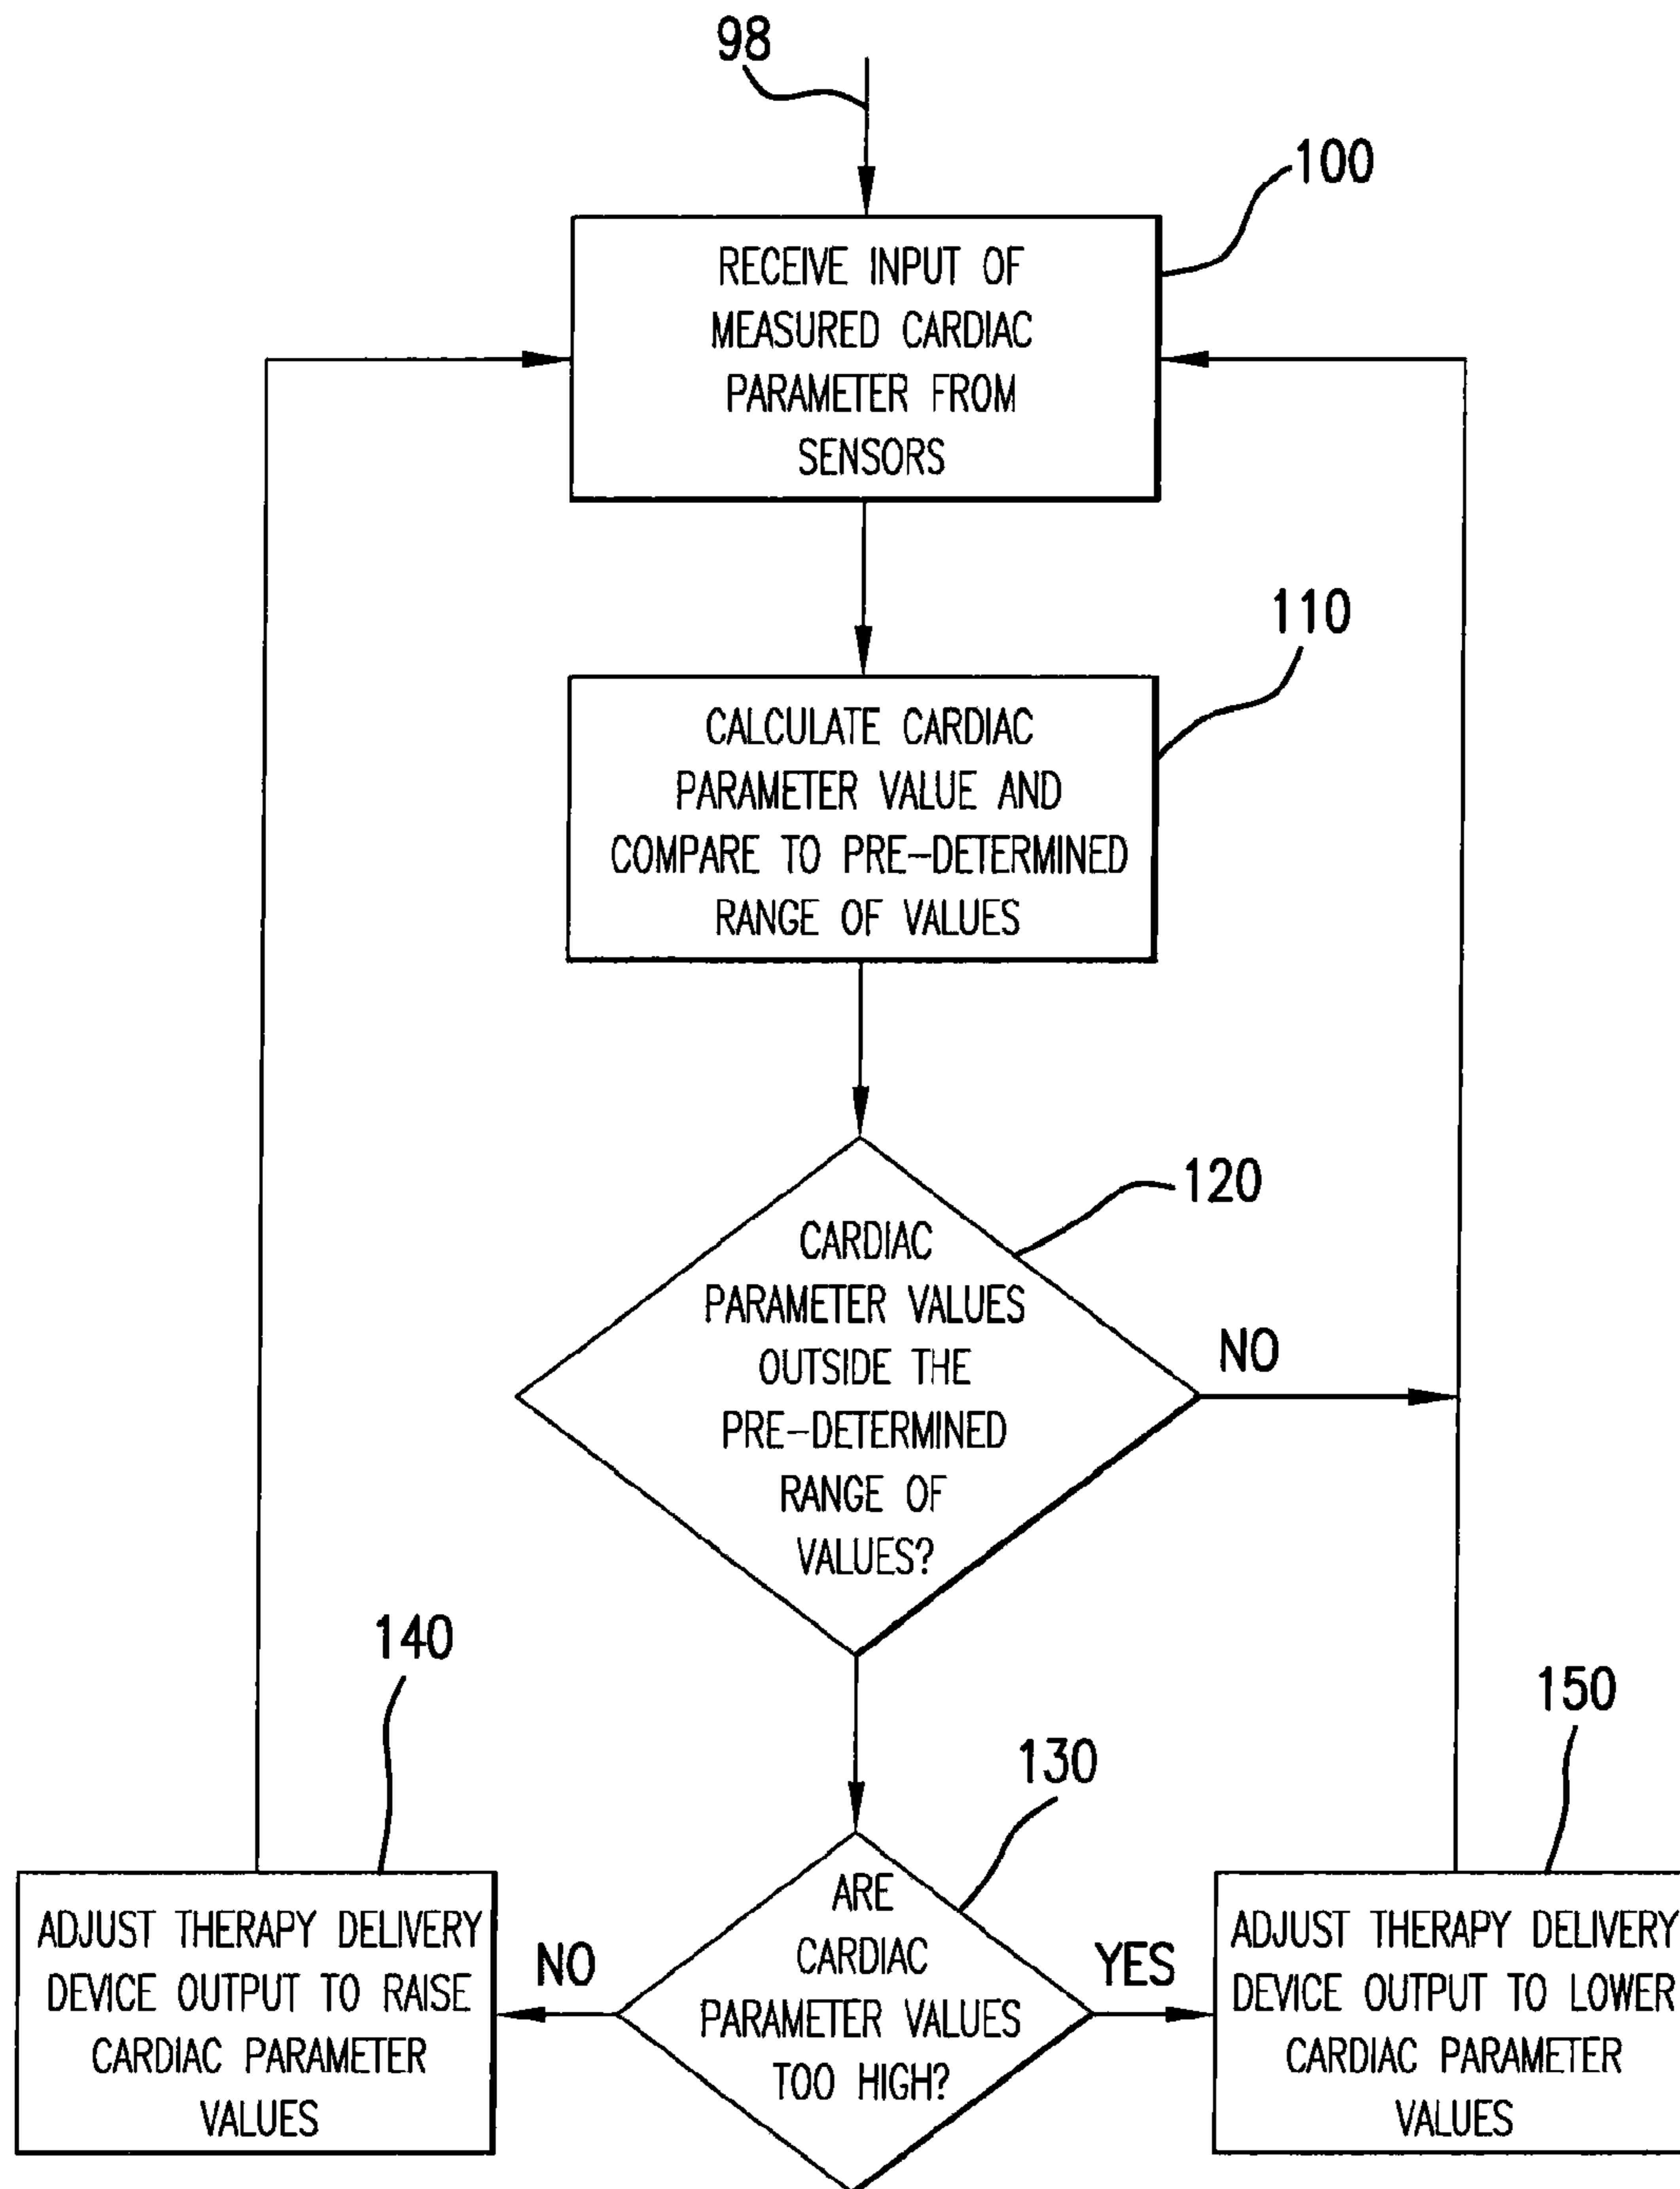 98
100
RECEIVE INPUT OF
MEASURED CARDIAC
PARAMETER FROM
SENSORS
110
CALCULATE CARDIAC
PARAMETER VALUE AND
COMPARE TO PRE-DETERMINED
RANGE OF VALUES
120
CARDIAC
PARAMETER VALUES
OUTSIDE THE
PRE-DETERMINED
RANGE OF
VALUES?
NO
130
ARE
CARDIAC
PARAMETER VALUES
TOO HIGH?
NO
YES
140
ADJUST THERAPY DELIVERY
DEVICE OUTPUT TO RAISE
CARDIAC PARAMETER
VALUES
150
ADJUST THERAPY DELIVERY
DEVICE OUTPUT TO LOWER
CARDIAC PARAMETER
VALUES